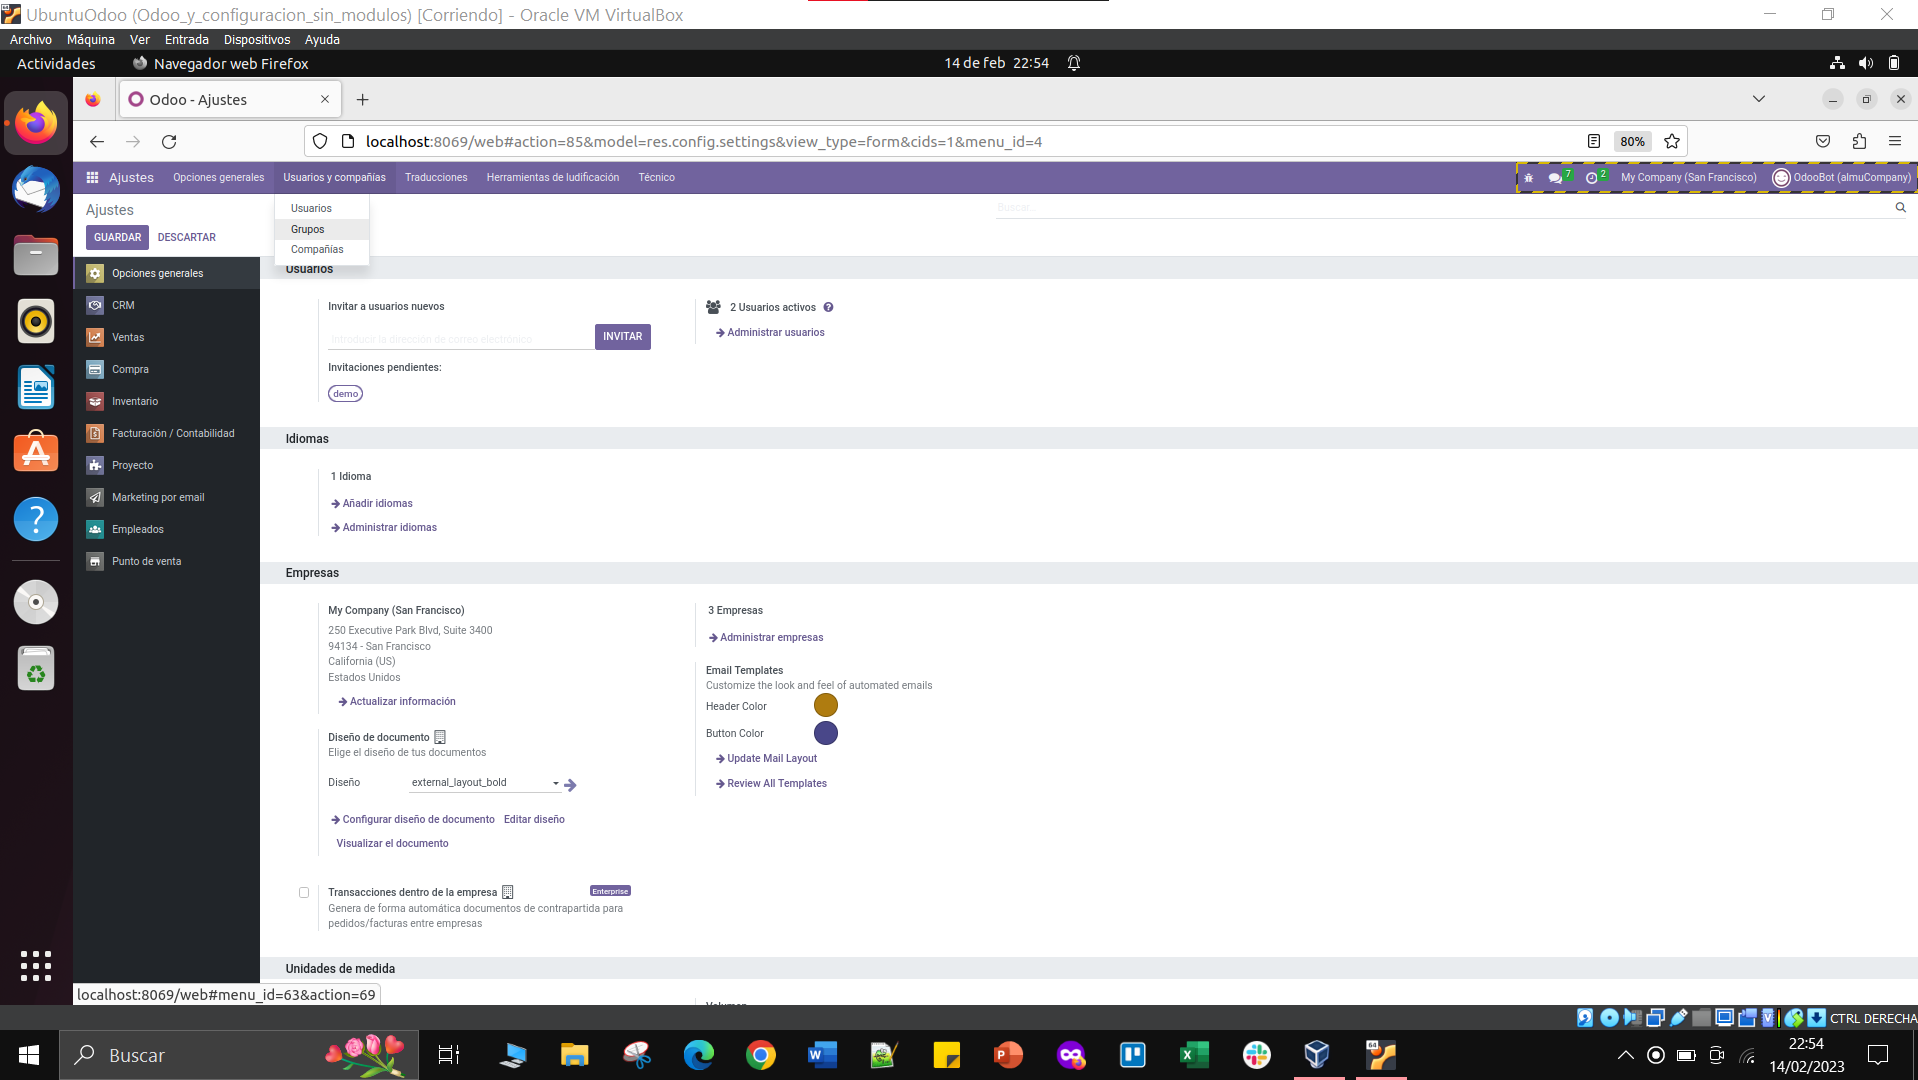 UbuntuOdoo (Odoo_y_configuracion_sin_modulos) [Corriendo] - Oracle VM VirtualBox
Archivo Máquina Ver Entrada Dispositivos Ayuda
Actividades Navegador web Firefox 14 de feb 22:54
Odoo - Ajustes
localhost:8069/web#action=85&model=res.config.settings&view_type=form&cids=1&menu_id=4 80%
Ajustes Opciones generales Usuarios y compañías Traducciones Herramientas de ludificación Técnico 7 2 My Company (San Francisco) OdooBot (almuCompany)
Ajustes
Buscar...
GUARDAR DESCARTAR
Usuarios
Grupos
Compañías
Opciones generales
CRM
Ventas
Compra
Inventario
Facturación / Contabilidad
Proyecto
Marketing por email
Empleados
Punto de venta
Usuarios
Invitar a usuarios nuevos
Introducir la dirección de correo electrónico
INVITAR
Invitaciones pendientes:
demo
2 Usuarios activos
Administrar usuarios
Idiomas
1 Idioma
Añadir idiomas
Administrar idiomas
Empresas
My Company (San Francisco)
250 Executive Park Blvd, Suite 3400
94134 - San Francisco
California (US)
Estados Unidos
Actualizar información
3 Empresas
Administrar empresas
Email Templates
Customize the look and feel of automated emails
Header Color
Button Color
Update Mail Layout
Review All Templates
Diseño de documento
Elige el diseño de tus documentos
Diseño external_layout_bold
Configurar diseño de documento Editar diseño
Visualizar el documento
Transacciones dentro de la empresa Enterprise
Genera de forma automática documentos de contrapartida para
pedidos/facturas entre empresas
Unidades de medida
Volumen
localhost:8069/web#menu_id=63&action=69
CTRL DERECHA
Buscar
64
22:54
14/02/2023